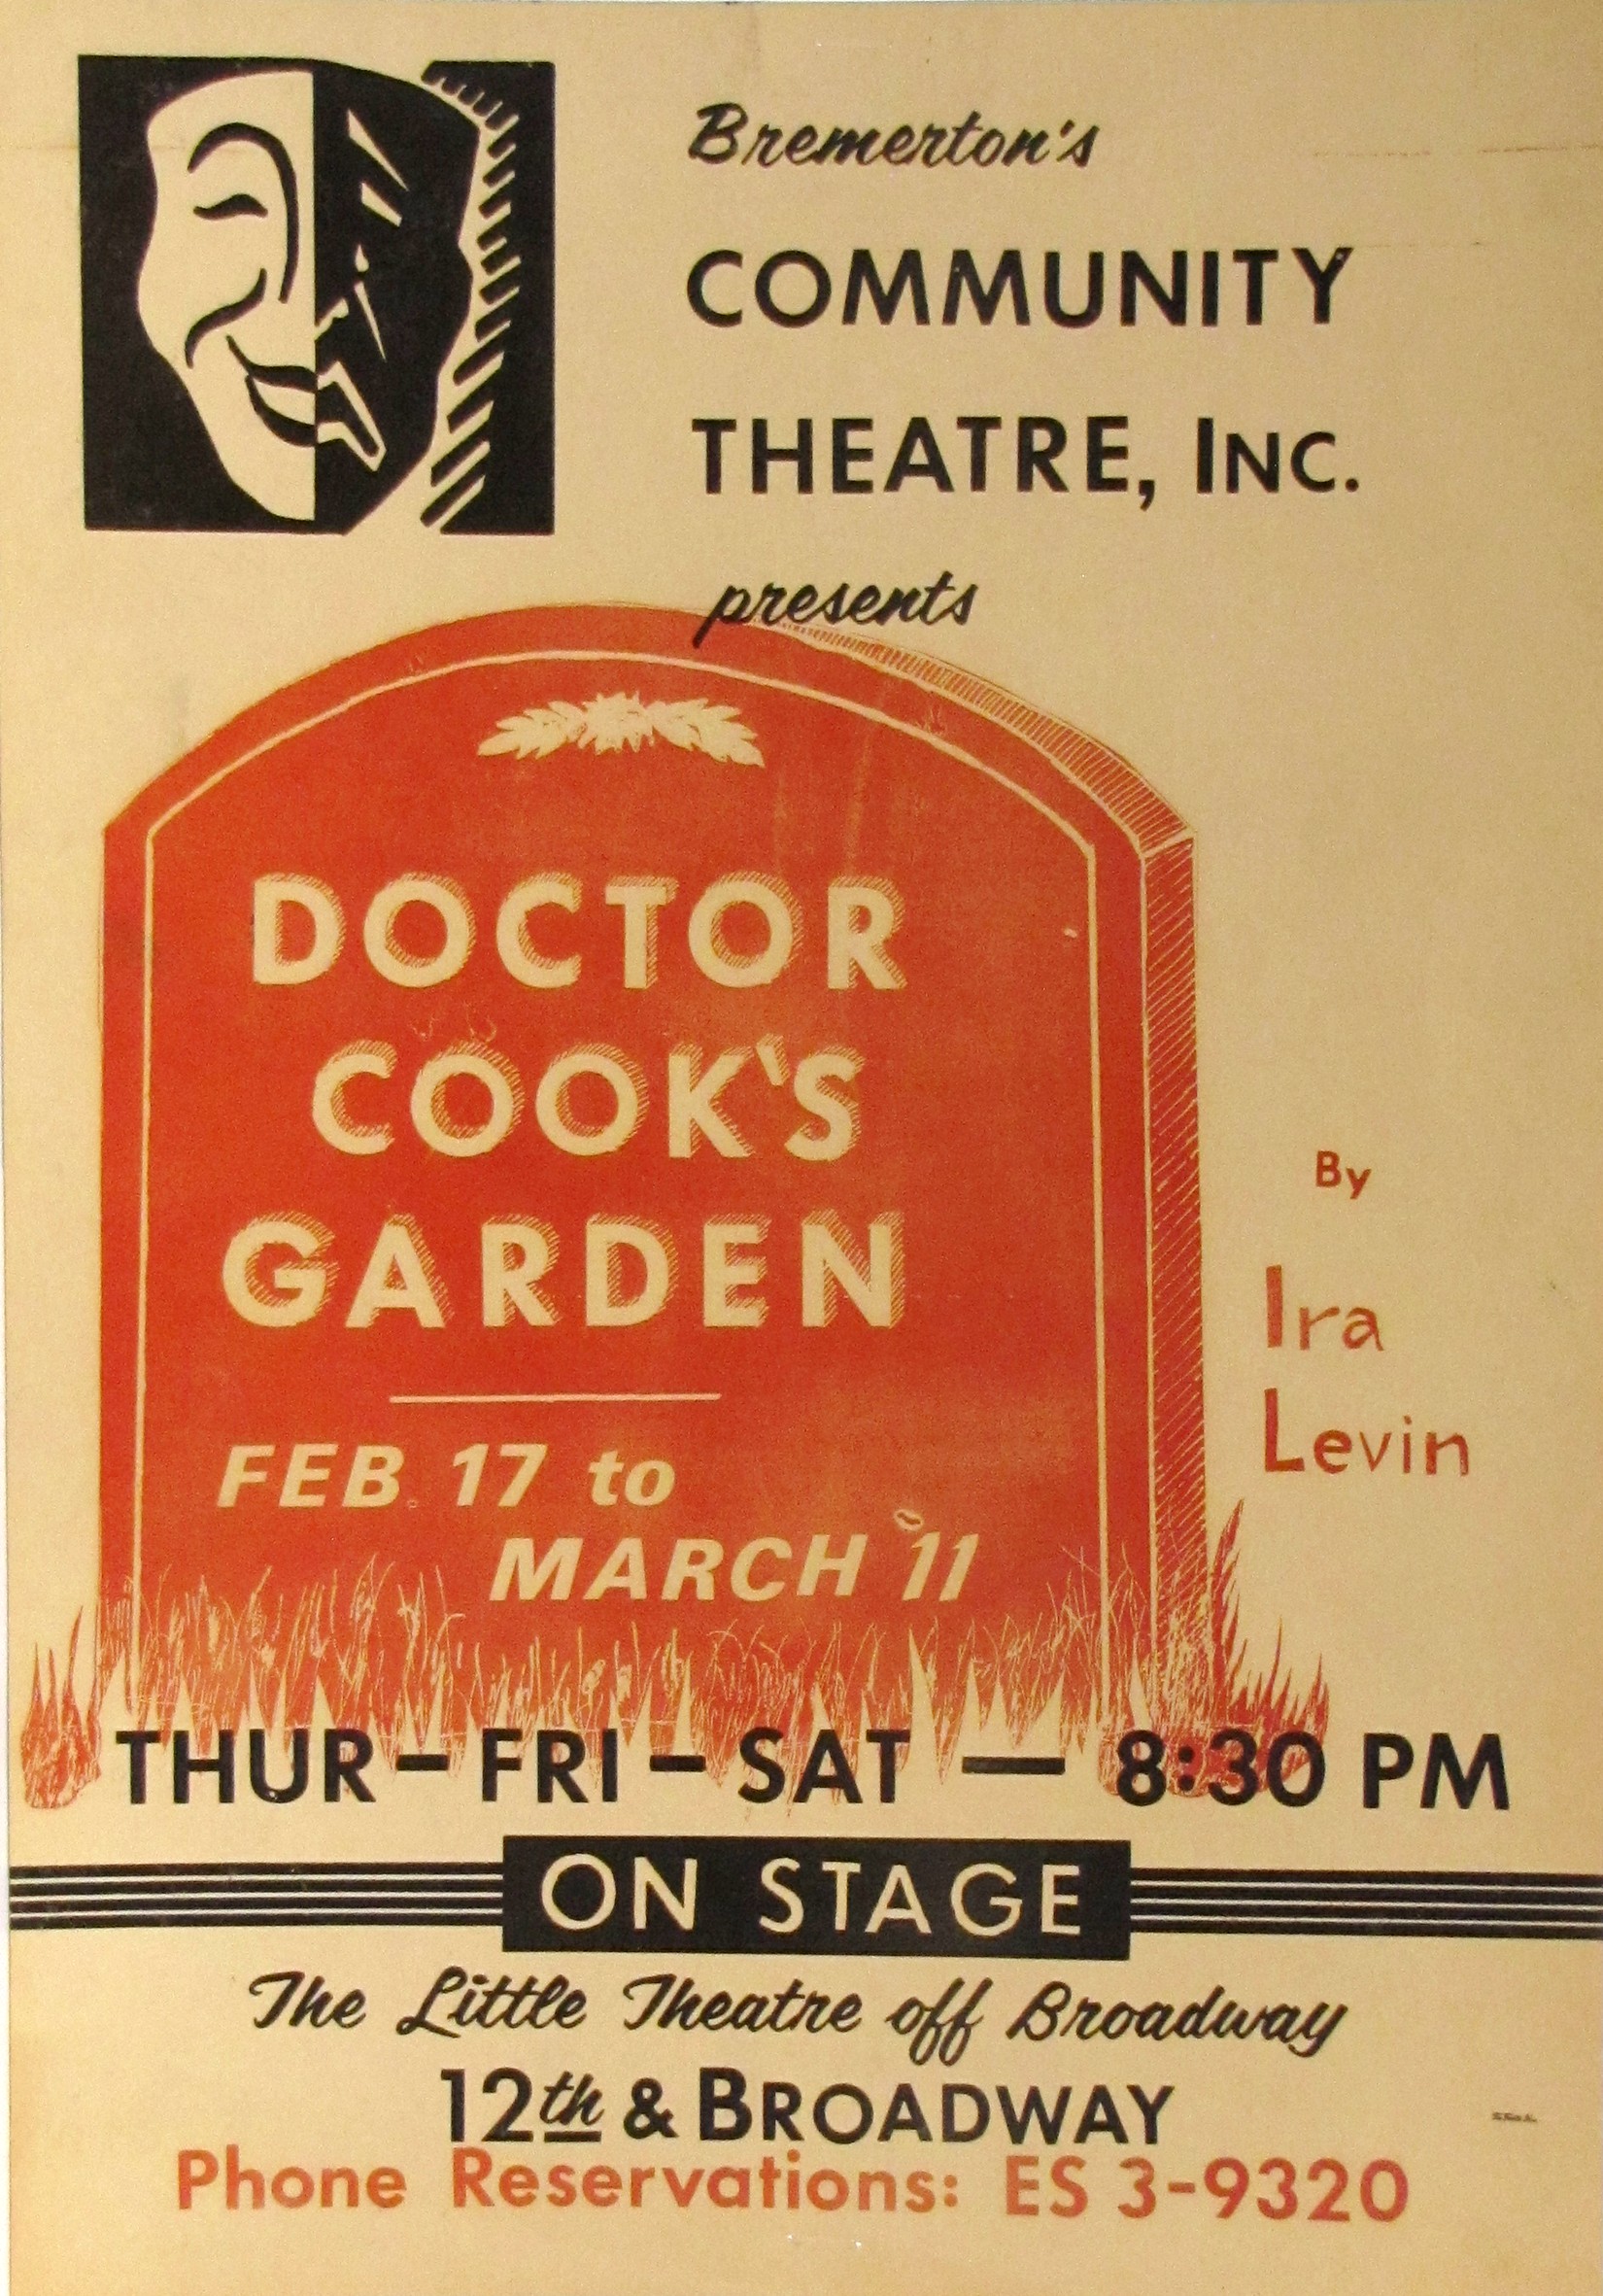 Bremerton's
COMMUNITY
THEATRE, INC.
presents
DOCTOR
COOK'S
GARDEN
By
Ira
Levin
FEB. 17 to
MARCH 11
THUR – FRI – SAT — 8:30 PM
ON STAGE
The Little Theatre off Broadway
12th & BROADWAY
Phone Reservations: ES 3-9320